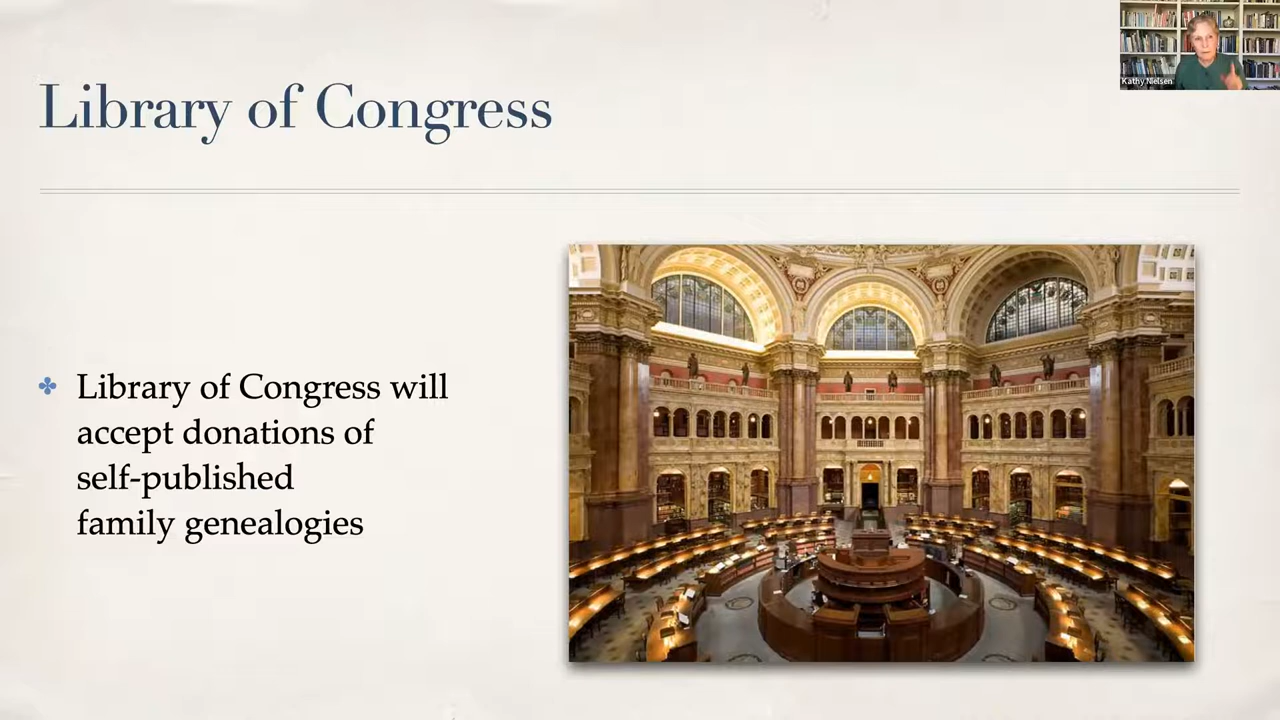 Library of Congress
Kathy Nielsen
Library of Congress will
accept donations of
self-published
family genealogies